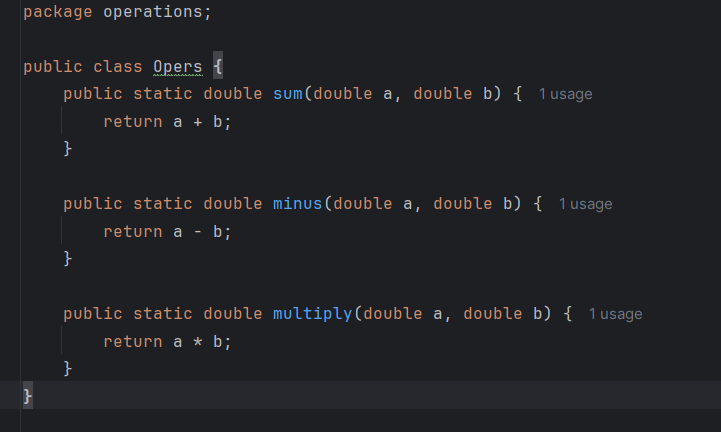 package operations;
public class Opers {
public static double sum(double a, double b) { 1 usage
return a + b;
}
public static double minus(double a, double b) { 1 usage
return a - b;
}
public static double multiply(double a, double b) { 1 usage
return a * b;
}
}